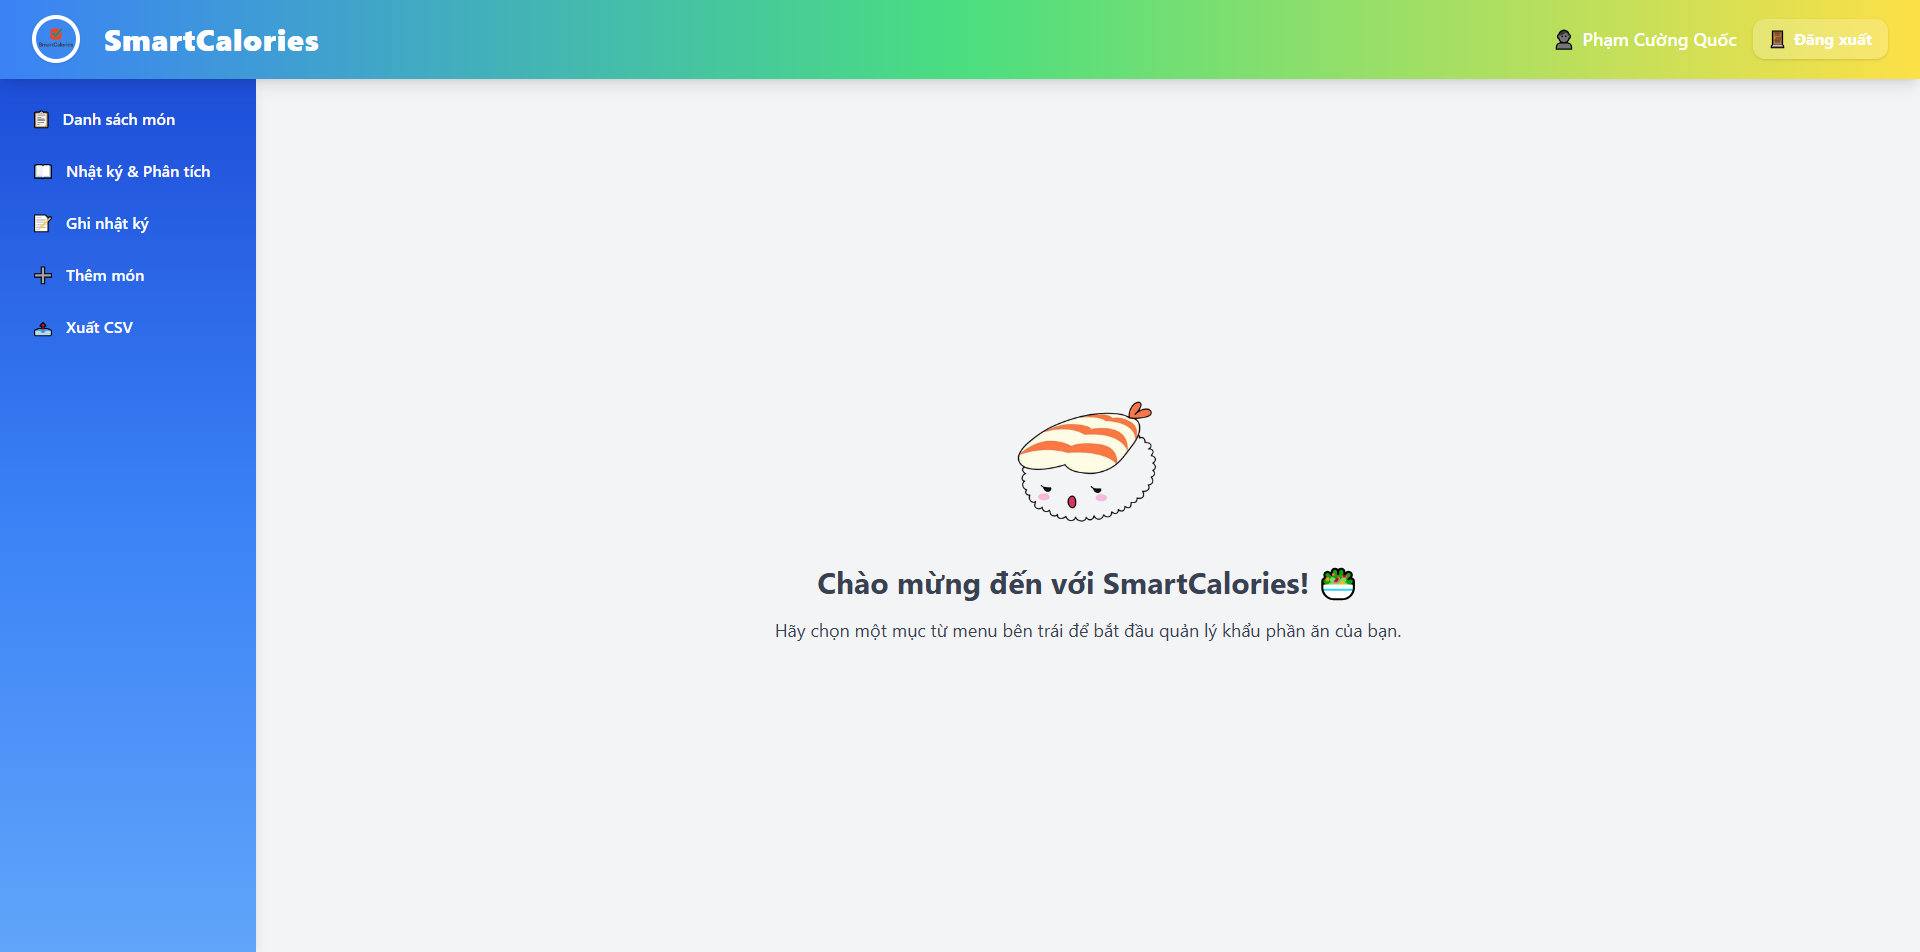 SmartCalories
Phạm Cường Quốc
Đăng xuất
Danh sách món
Nhật ký & Phân tích
Ghi nhật ký
Thêm món
Xuất CSV
Chào mừng đến với SmartCalories!
Hãy chọn một mục từ menu bên trái để bắt đầu quản lý khẩu phần ăn của bạn.